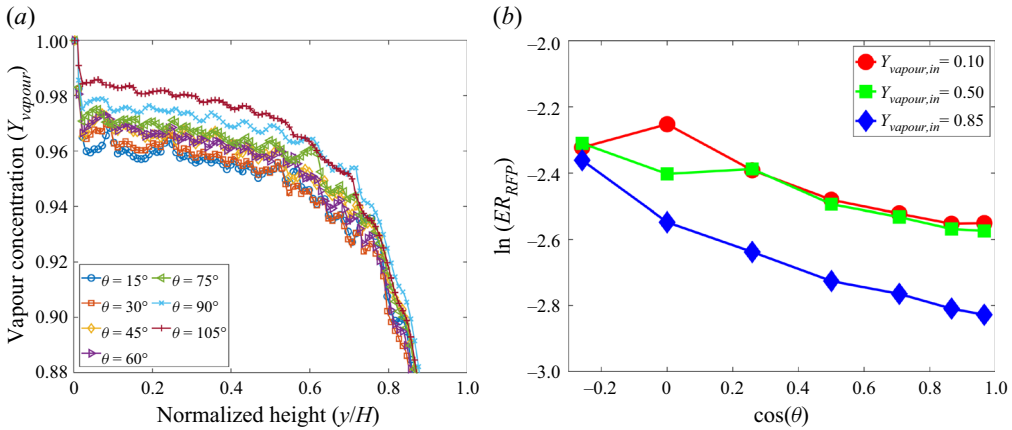 (a)
1.00
0.98
0.96
0.94
0.92
0.90
0.88
Vapour concentration (Y_vapour)
θ = 15°
θ = 30°
θ = 45°
θ = 60°
θ = 75°
θ = 90°
θ = 105°
0 0.2 0.4 0.6 0.8 1.0
Normalized height (y/H)
(b)
−2.0
−2.2
−2.4
−2.6
−2.8
−3.0
ln (ER_RFP)
Y_vapour,in = 0.10
Y_vapour,in = 0.50
Y_vapour,in = 0.85
−0.2 0 0.2 0.4 0.6 0.8 1.0
cos(θ)